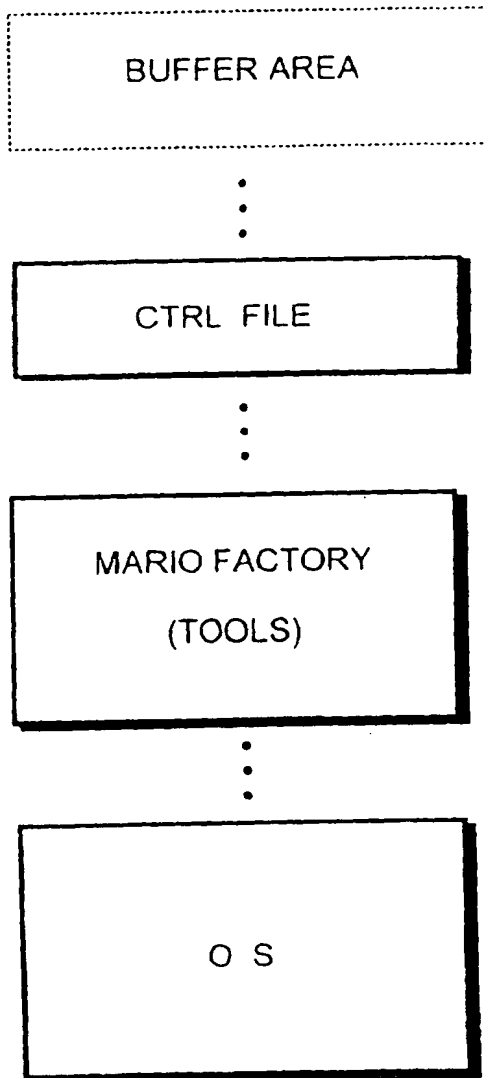 BUFFER AREA
CTRL FILE
MARIO FACTORY
(TOOLS)
O S